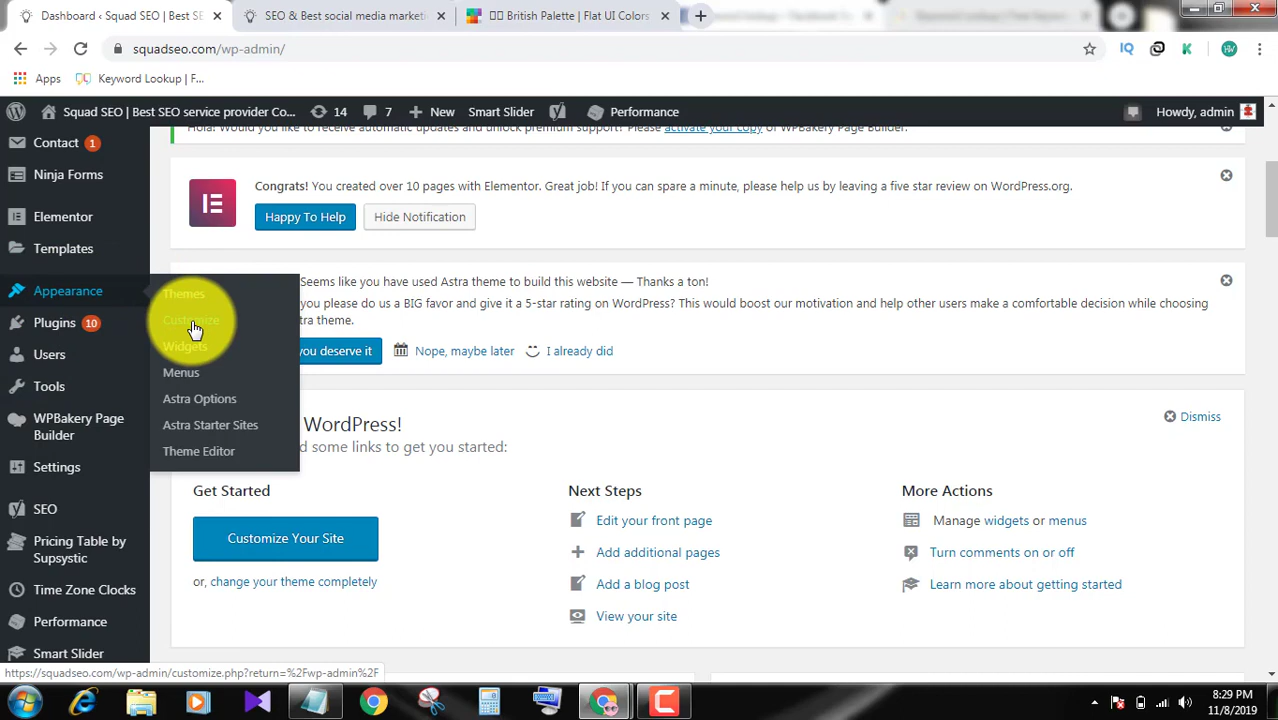 Dashboard ‹ Squad SEO | Best SE
SEO & Best social media marketi
British Palette | Flat UI Colors
squadseo.com/wp-admin/
IQ
K
HW
Apps
Keyword Lookup | F...
Squad SEO | Best SEO service provider Co...
14
7
New
Smart Slider
Performance
Howdy, admin
Contact 1
Ninja Forms
Elementor
Templates
Appearance
Plugins 10
Users
Tools
WPBakery Page
Builder
Settings
SEO
Pricing Table by
Supsystic
Time Zone Clocks
Performance
Smart Slider
Themes
Customize
Widgets
Menus
Astra Options
Astra Starter Sites
Theme Editor
Hola! Would you like to receive automatic updates and unlock premium support? Please activate your copy of WPBakery Page Builder.
Congrats! You created over 10 pages with Elementor. Great job! If you can spare a minute, please help us by leaving a five star review on WordPress.org.
Happy To Help
Hide Notification
Seems like you have used Astra theme to build this website — Thanks a ton!
you please do us a BIG favor and give it a 5-star rating on WordPress? This would boost our motivation and help other users make a comfortable decision while choosing
tra theme.
you deserve it
Nope, maybe later
I already did
WordPress!
d some links to get you started:
Dismiss
Get Started
Customize Your Site
or, change your theme completely
Next Steps
Edit your front page
Add additional pages
Add a blog post
View your site
More Actions
Manage widgets or menus
Turn comments on or off
Learn more about getting started
https://squadseo.com/wp-admin/customize.php?return=%2Fwp-admin%2F
8:29 PM
11/8/2019